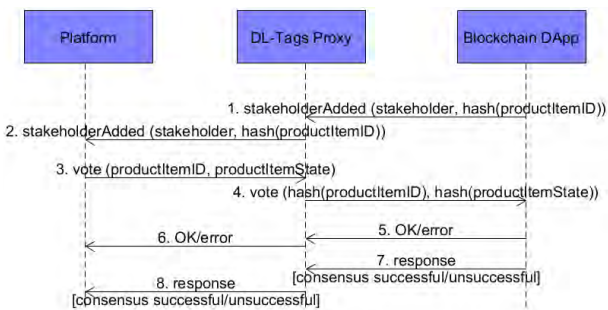 Platform
DL-Tags Proxy
Blockchain DApp
1. stakeholderAdded (stakeholder, hash(productItemID))
2. stakeholderAdded (stakeholder, hash(productItemID))
3. vote (productItemID, productItemState)
4. vote (hash(productItemID), hash(productItemState))
5. OK/error
6. OK/error
7. response
[consensus successful/unsuccessful]
8. response
[consensus successful/unsuccessful]